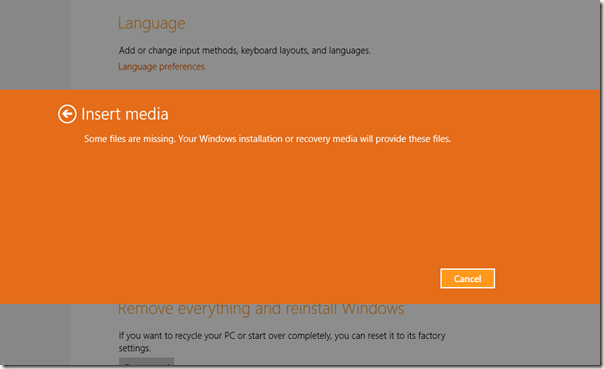 Language
Add or change input methods, keyboard layouts, and languages.
Language preferences
Insert media
Some files are missing. Your Windows installation or recovery media will provide these files.
Cancel
Remove everything and reinstall Windows
If you want to recycle your PC or start over completely, you can reset it to its factory
settings.